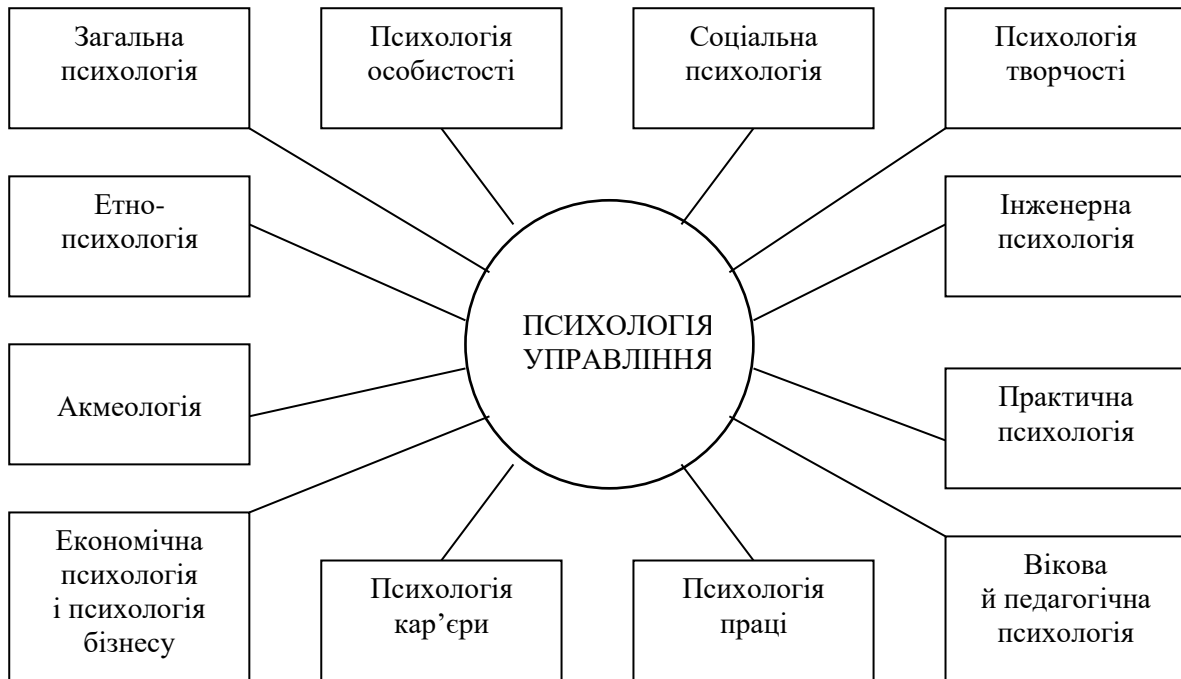 Загальна
психологія
Психологія
особистості
Соціальна
психологія
Психологія
творчості
Етно-
психологія
Інженерна
психологія
ПСИХОЛОГІЯ
УПРАВЛІННЯ
Акмеологія
Практична
психологія
Економічна
психологія
і психологія
бізнесу
Психологія
кар’єри
Психологія
праці
Вікова
й педагогічна
психологія